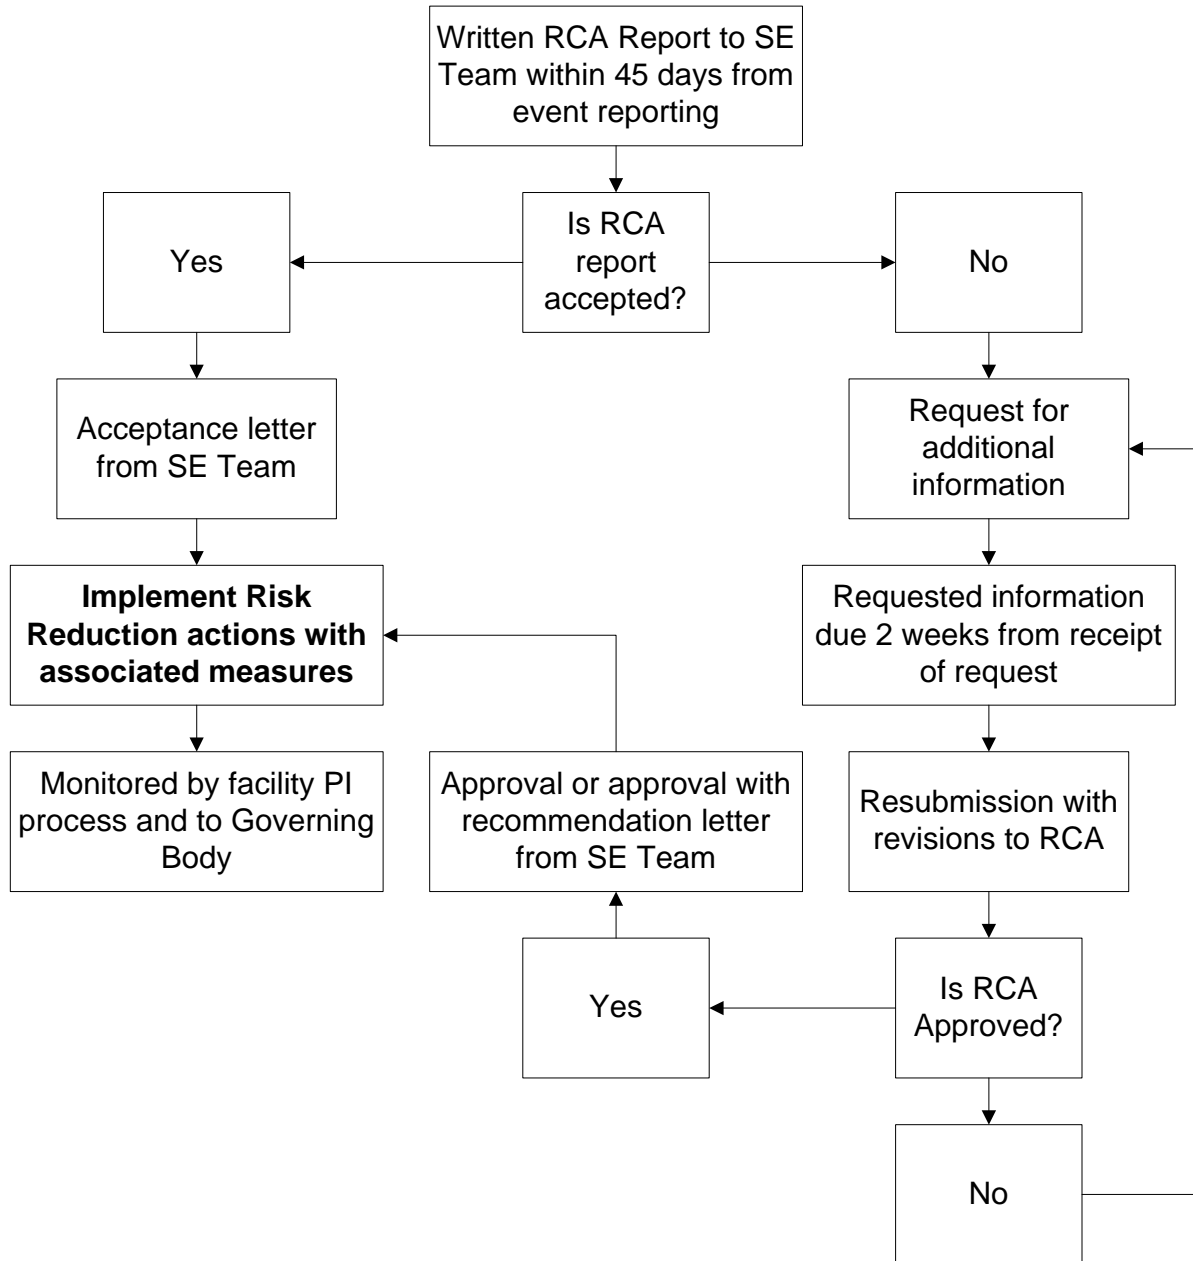 Written RCA Report to SE
Team within 45 days from
event reporting
Yes
Is RCA
report
accepted?
No
Acceptance letter
from SE Team
Request for
additional
information
Implement Risk
Reduction actions with
associated measures
Requested information
due 2 weeks from receipt
of request
Monitored by facility PI
process and to Governing
Body
Approval or approval with
recommendation letter
from SE Team
Resubmission with
revisions to RCA
Yes
Is RCA
Approved?
No